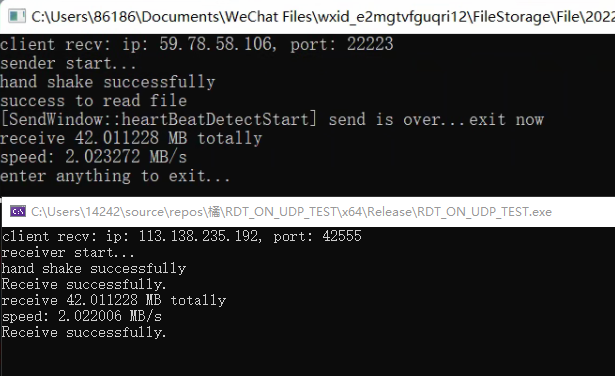 C:\Users\86186\Documents\WeChat Files\wxid_e2mgtvfguqri12\FileStorage\File\2022
client recv: ip: 59.78.58.106, port: 22223
sender start...
hand shake successfully
success to read file
[SendWindow::heartBeatDetectStart] send is over...exit now
receive 42.011228 MB totally
speed: 2.023272 MB/s
enter anything to exit...
C:\Users\14242\source\repos\橘\RDT_ON_UDP_TEST\x64\Release\RDT_ON_UDP_TEST.exe
client recv: ip: 113.138.235.192, port: 42555
receiver start...
hand shake successfully
Receive successfully.
receive 42.011228 MB totally
speed: 2.022006 MB/s
Receive successfully.